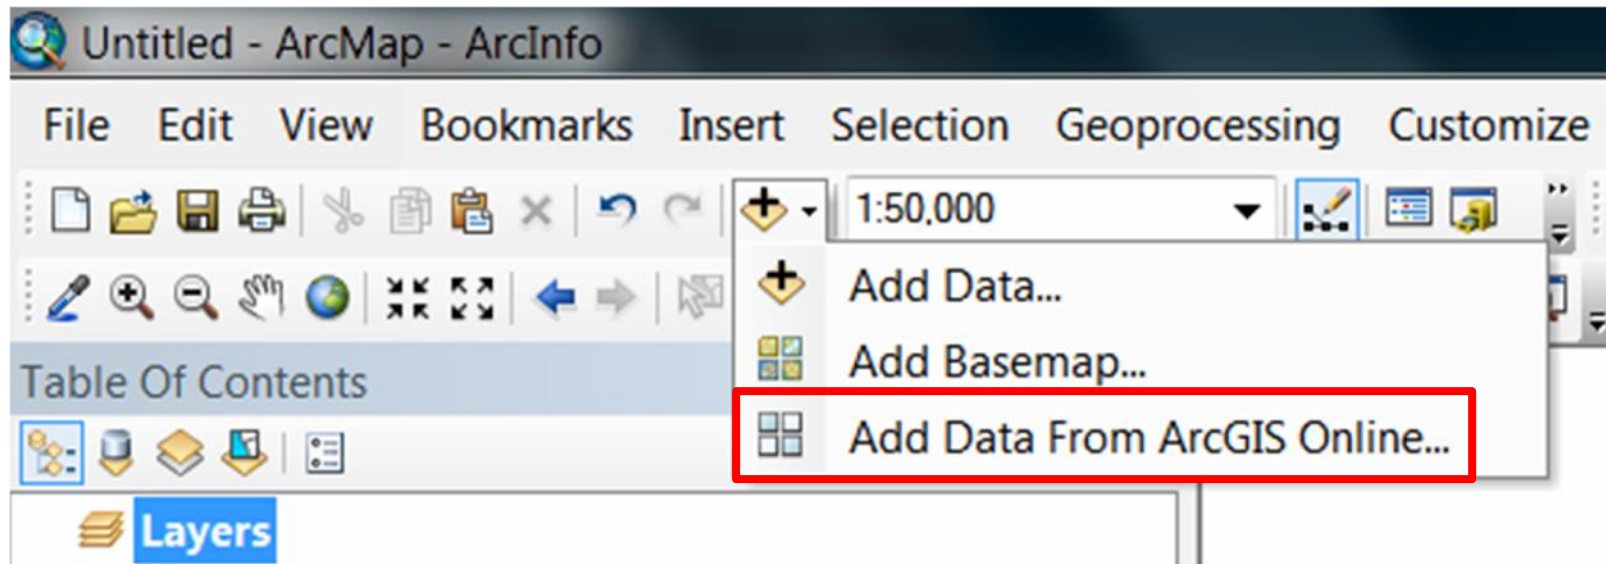 Untitled - ArcMap - ArcInfo
File Edit View Bookmarks Insert Selection Geoprocessing Customize
1:50,000
Add Data...
Add Basemap...
Table Of Contents
Add Data From ArcGIS Online...
Layers